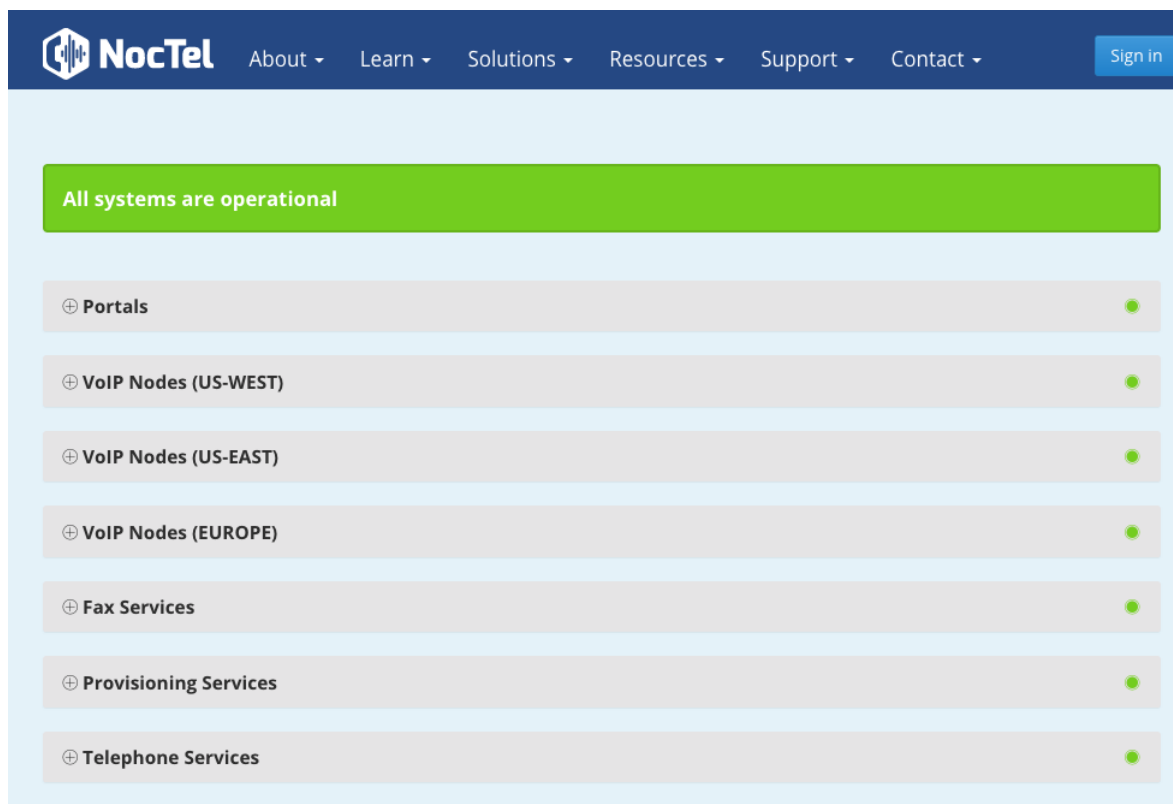 NocTel About Learn Solutions Resources Support Contact Sign in
All systems are operational
Portals
VoIP Nodes (US-WEST)
VoIP Nodes (US-EAST)
VoIP Nodes (EUROPE)
Fax Services
Provisioning Services
Telephone Services